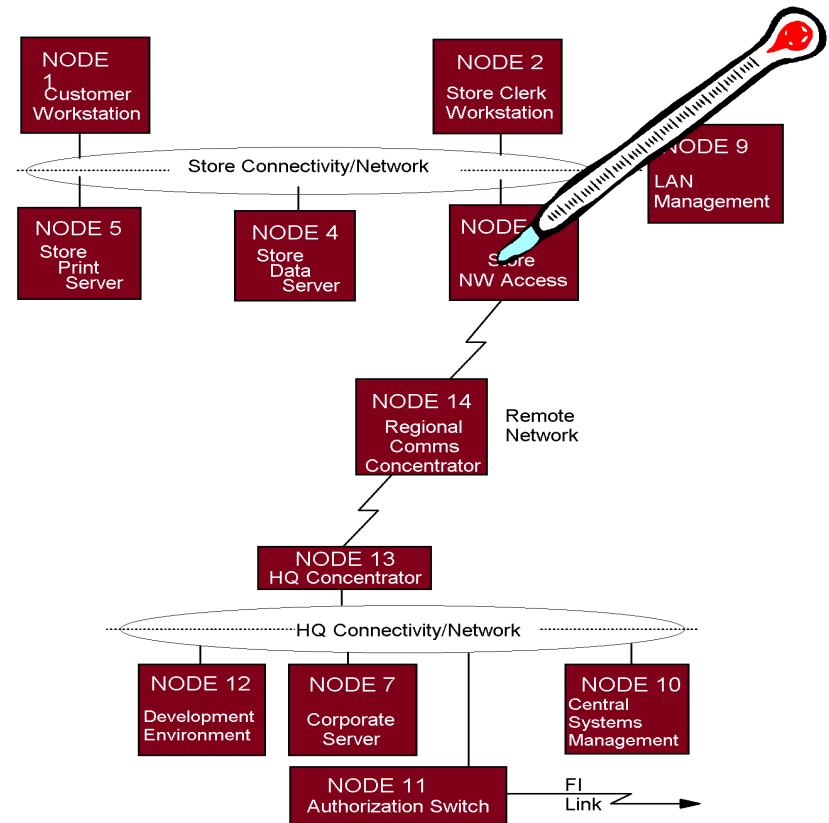 NODE
1
Customer
Workstation
NODE 2
Store Clerk
Workstation
NODE 9
LAN
Management
Store Connectivity/Network
NODE 5
Store
Print
Server
NODE 4
Store
Data
Server
NODE
Store
NW Access
NODE 14
Regional
Comms
Concentrator
Remote
Network
NODE 13
HQ Concentrator
HQ Connectivity/Network
NODE 12
Development
Environment
NODE 7
Corporate
Server
NODE 10
Central
Systems
Management
NODE 11
Authorization Switch
FI
Link